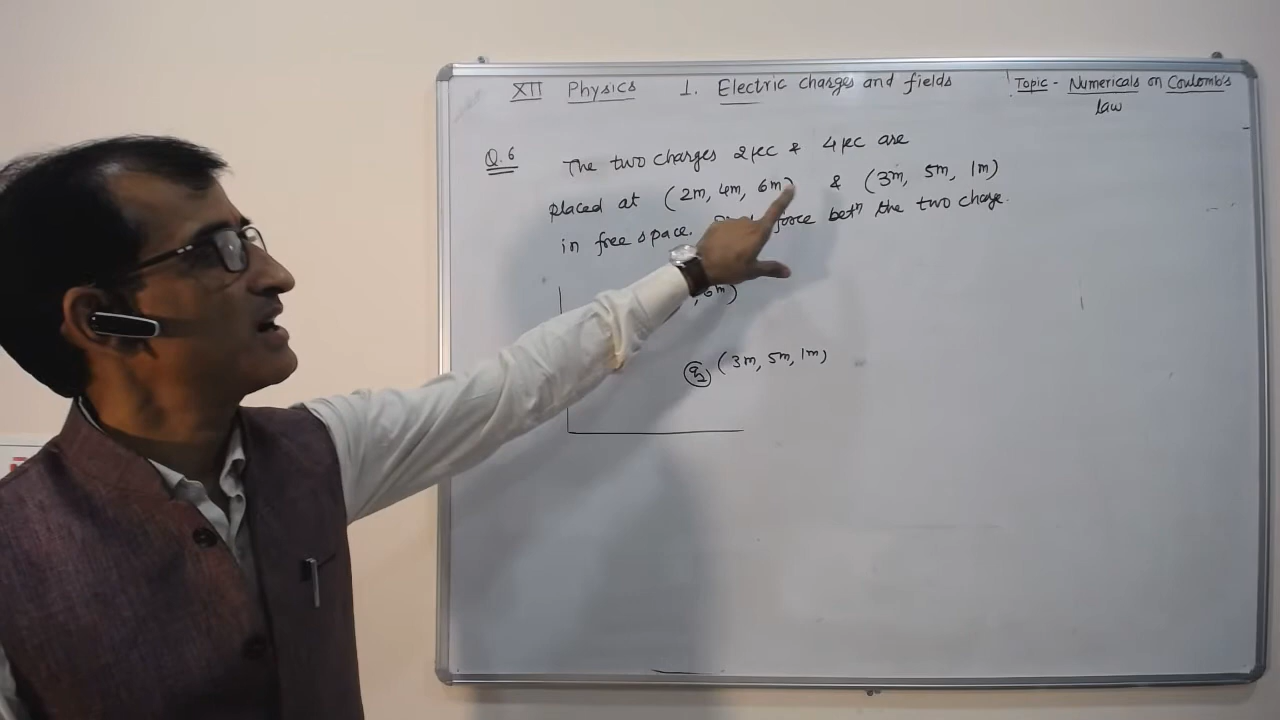 XII Physics 1. Electric charges and fields Topic - Numericals on Coulomb's
law
Q.6 The two charges 2μc & 4μc are
placed at (2m, 4m, 6m) & (3m, 5m, 1m)
in free space. force betn the two charge.
, 6m)
q2 (3m, 5m, 1m)